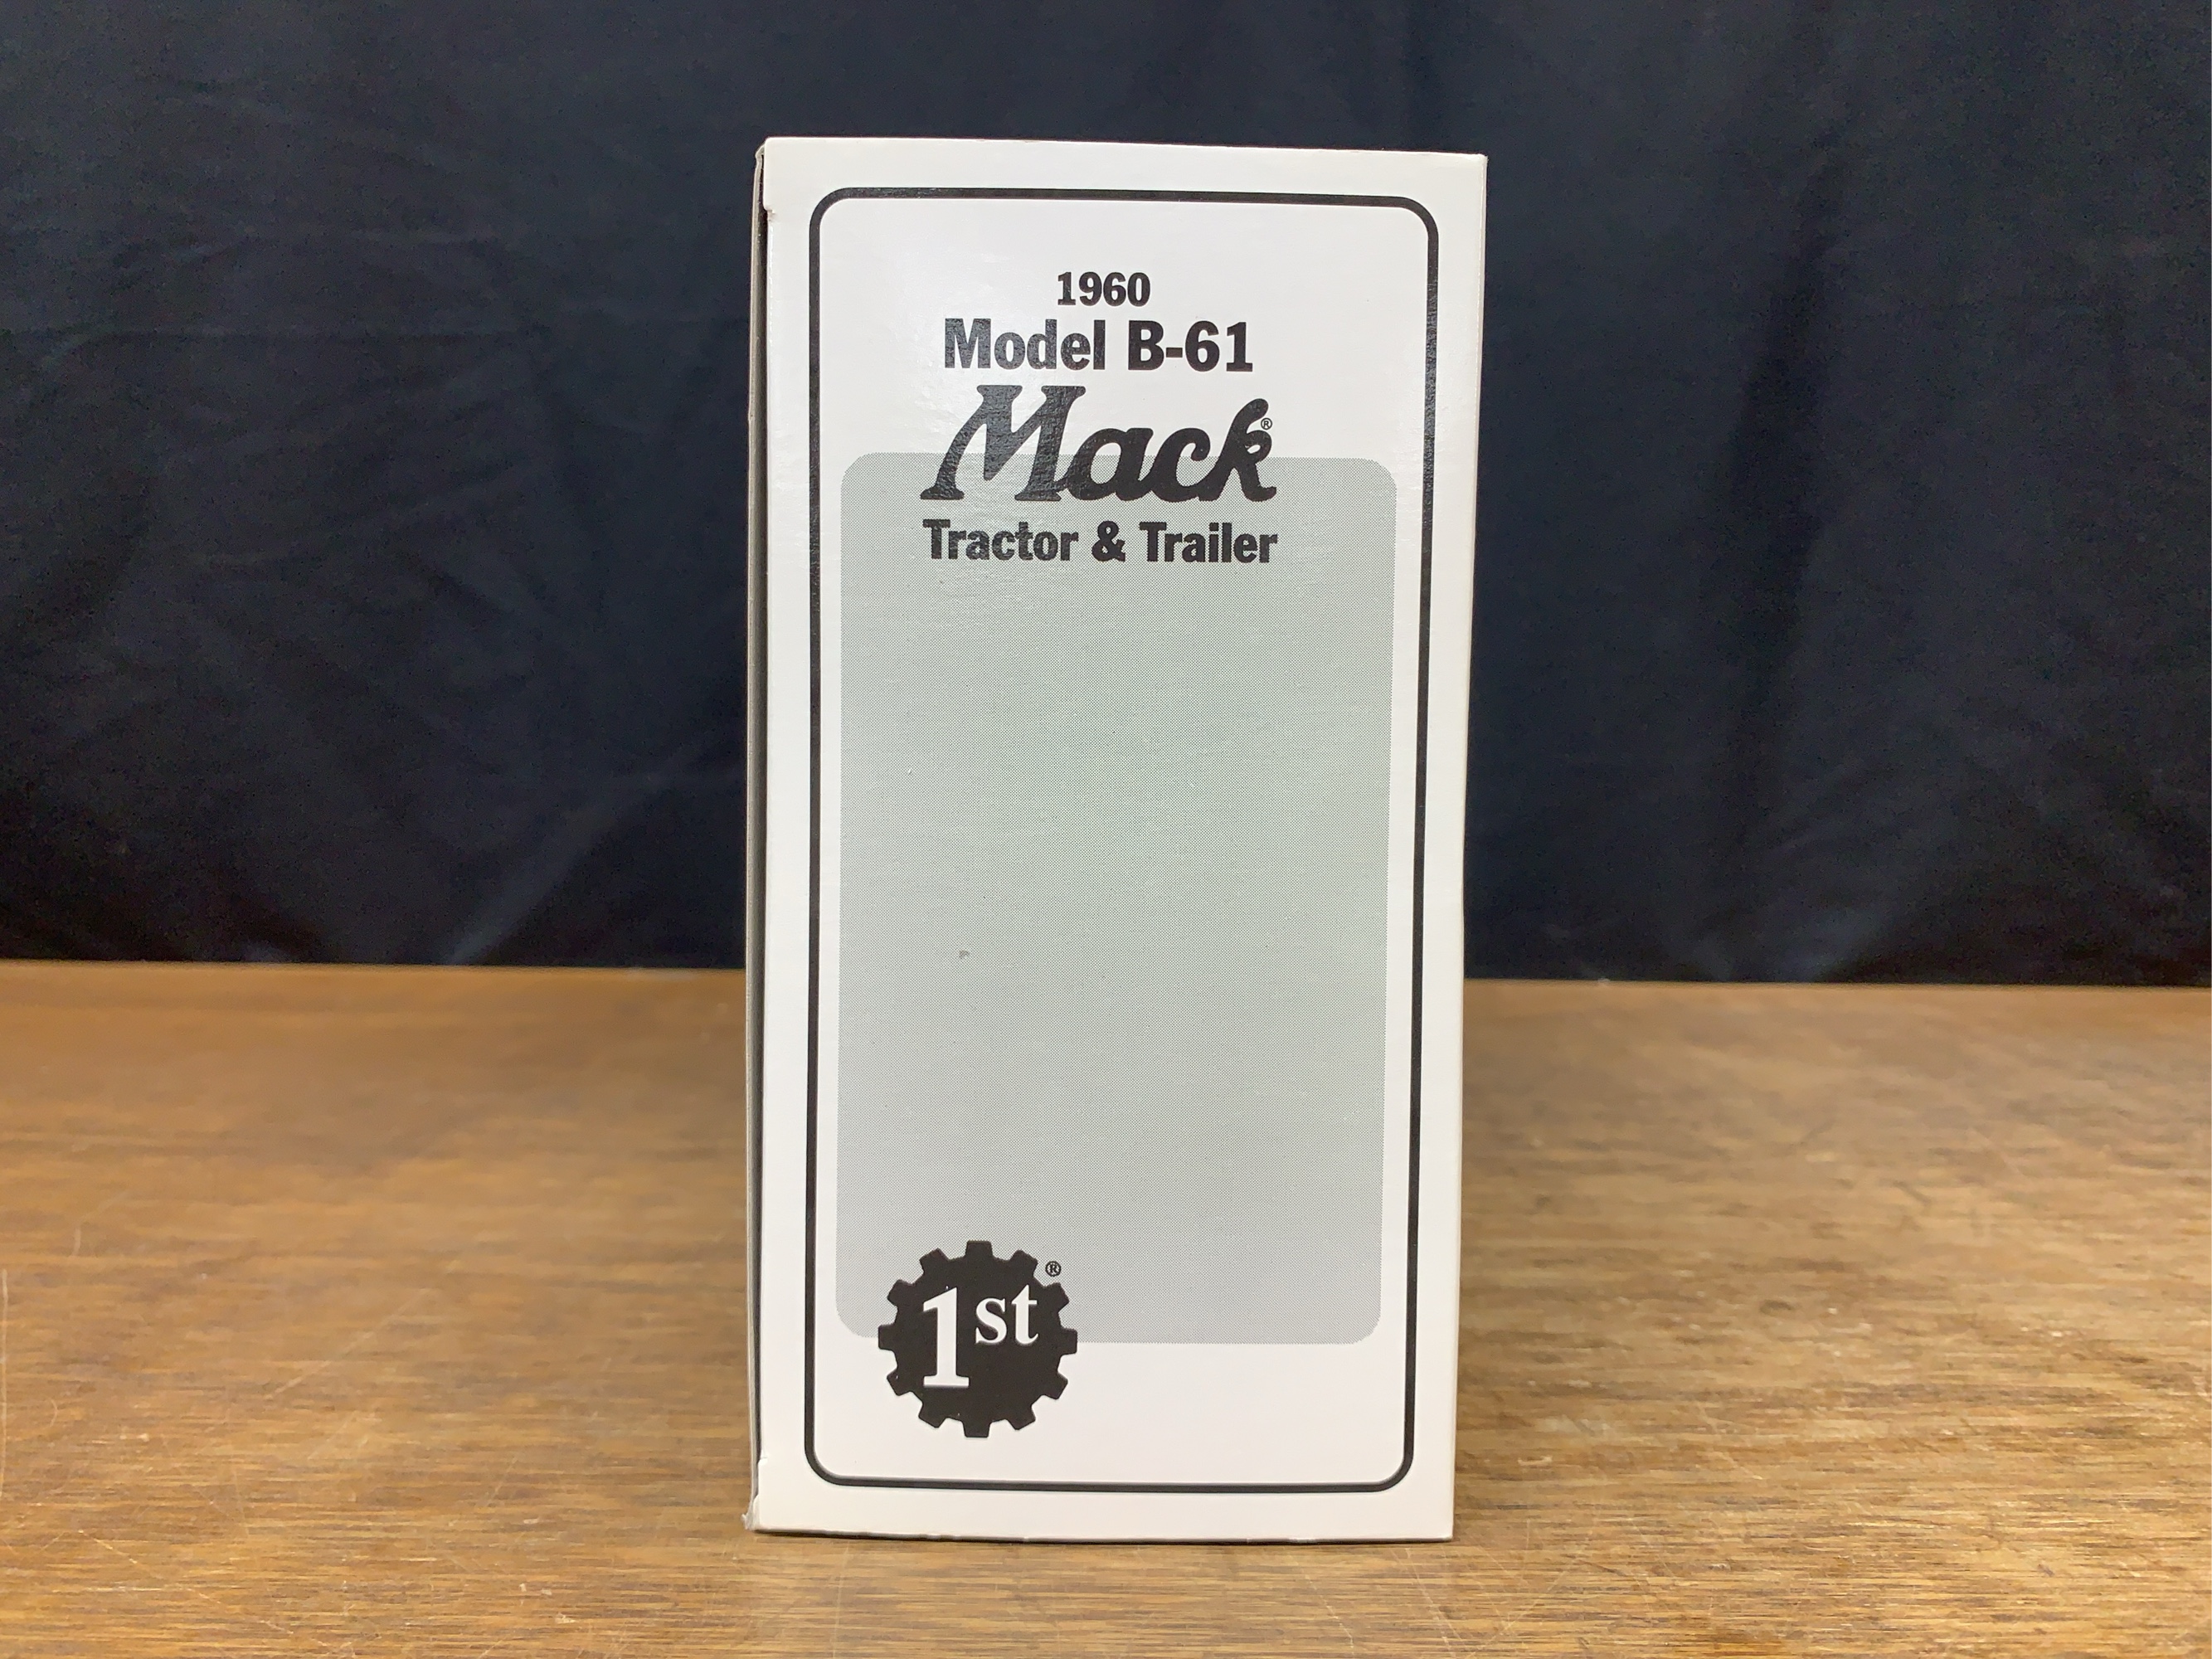 1960
Model B-61
Mack®
Tractor & Trailer
1st®